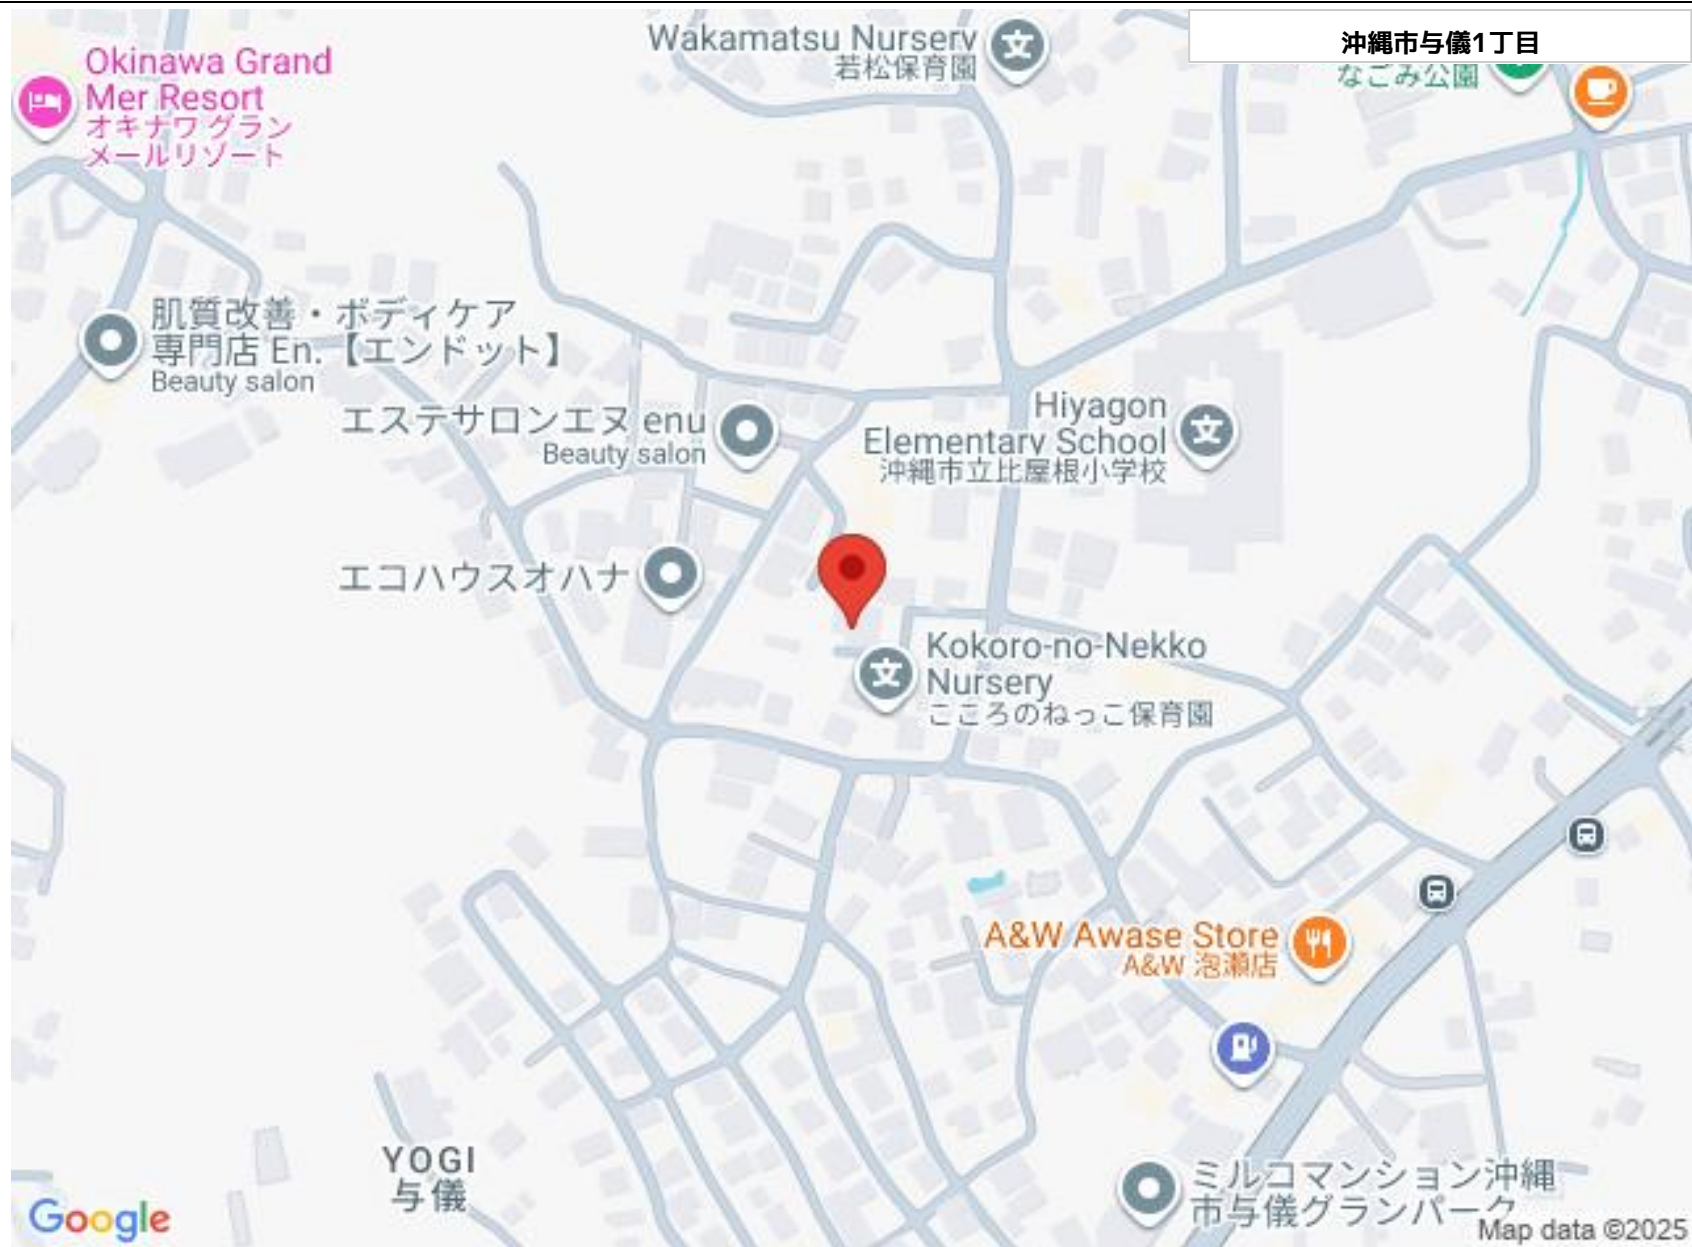 Wakamatsu Nursery
若松保育園
沖縄市与儀1丁目
なごみ公園
Okinawa Grand
Mer Resort
オキナワ グラン
メールリゾート
肌質改善・ボディケア
専門店 En.【エンドット】
Beauty salon
エステサロンエヌ enu
Beauty salon
Hiyagon
Elementary School
沖縄市立比屋根小学校
エコハウスオハナ
Kokoro-no-Nekko
Nursery
こころのねっこ保育園
A&W Awase Store
A&W 泡瀬店
YOGI
与儀
ミルコマンション沖縄
市与儀グランパーク
Google
Map data ©2025